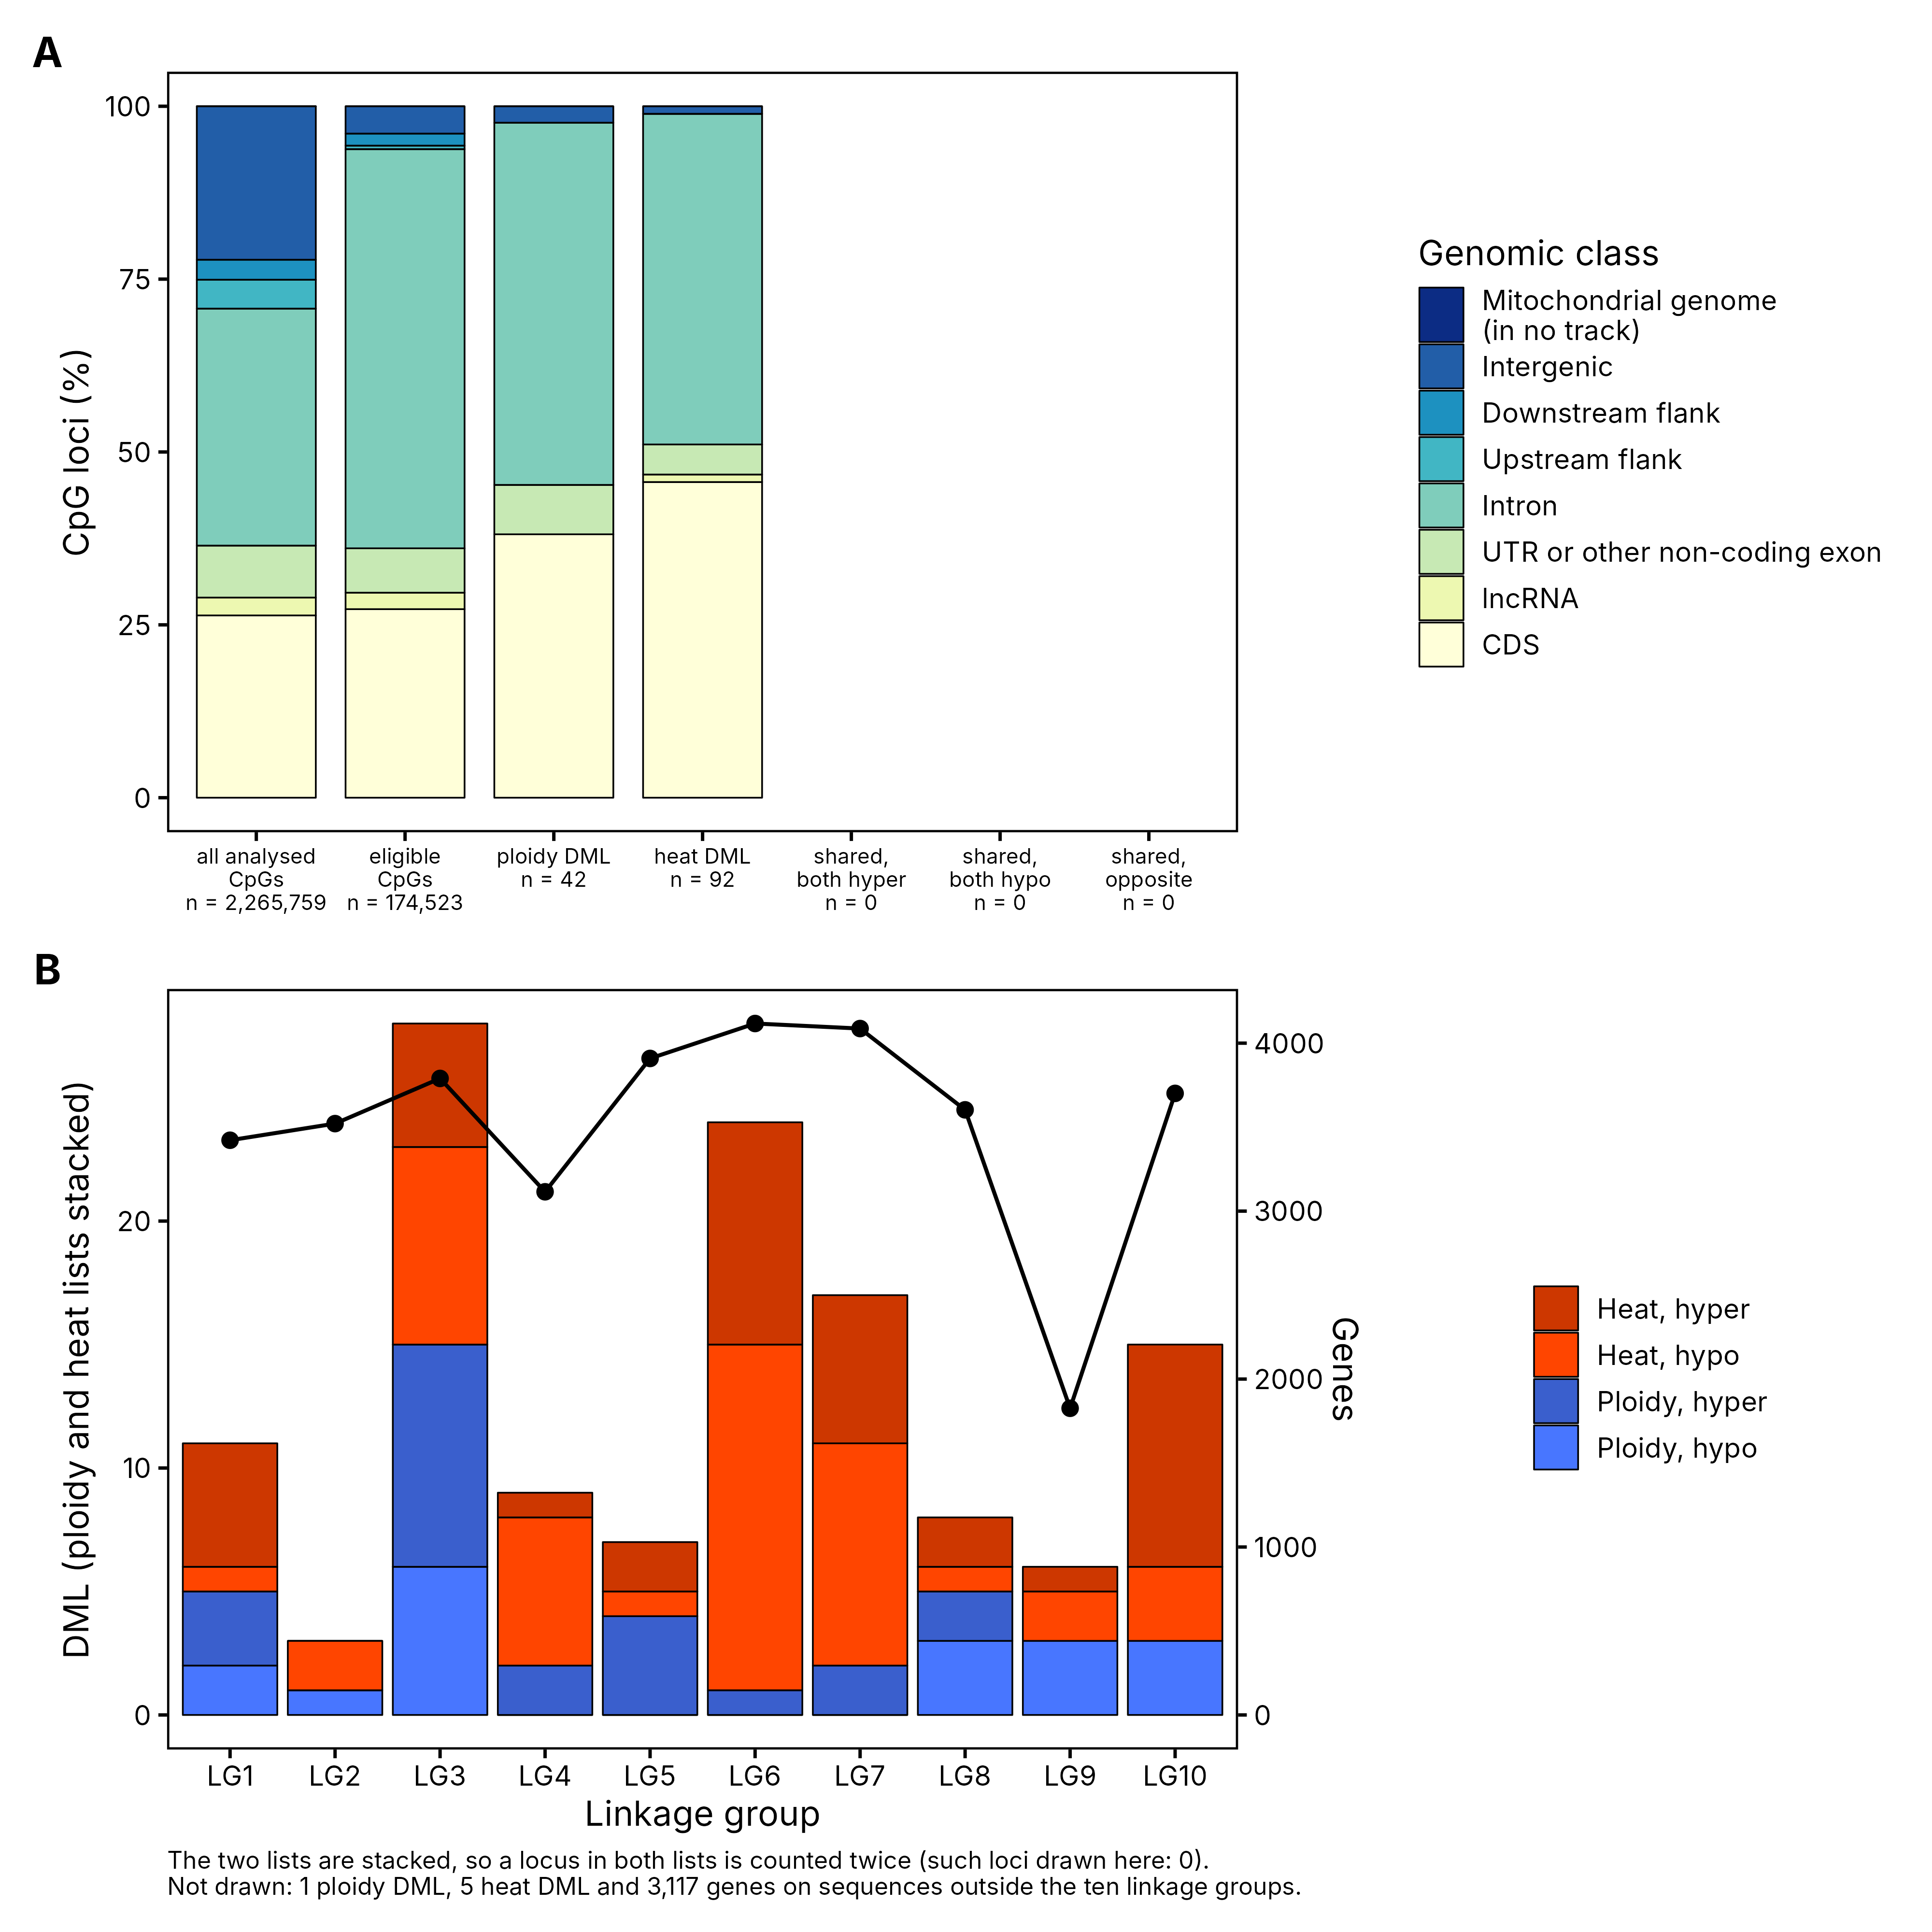 A
100
75
50
25
0
CpG loci (%)
all analysed
CpGs
n = 2,265,759
eligible
CpGs
n = 174,523
ploidy DML
n = 42
heat DML
n = 92
shared,
both hyper
n = 0
shared,
both hypo
n = 0
shared,
opposite
n = 0
Genomic class
Mitochondrial genome
(in no track)
Intergenic
Downstream flank
Upstream flank
Intron
UTR or other non-coding exon
lncRNA
CDS
B
20
10
0
DML (ploidy and heat lists stacked)
4000
3000
2000
1000
0
Genes
LG1
LG2
LG3
LG4
LG5
LG6
LG7
LG8
LG9
LG10
Linkage group
Heat, hyper
Heat, hypo
Ploidy, hyper
Ploidy, hypo
The two lists are stacked, so a locus in both lists is counted twice (such loci drawn here: 0).
Not drawn: 1 ploidy DML, 5 heat DML and 3,117 genes on sequences outside the ten linkage groups.